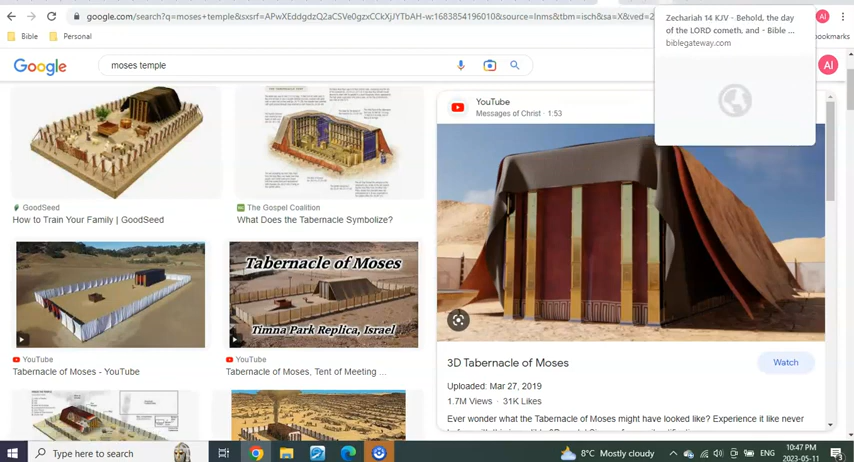 google.com/search?q=moses+temple&sxsrf=APwXEddgdzQ2aCSVe0gzxCCkXjJYTbAH-w:1683854196010&source=lnms&tbm=isch&sa=X&ved=2
AI
Zechariah 14 KJV - Behold, the day
of the LORD cometh, and - Bible ...
biblegateway.com
Bible
Personal
ookmarks
Google
moses temple
AI
YouTube
Messages of Christ · 1:53
GoodSeed
How to Train Your Family | GoodSeed
The Gospel Coalition
What Does the Tabernacle Symbolize?
Tabernacle of Moses
Timna Park Replica, Israel
YouTube
Tabernacle of Moses - YouTube
YouTube
Tabernacle of Moses, Tent of Meeting ...
3D Tabernacle of Moses
Watch
Uploaded: Mar 27, 2019
1.7M Views · 31K Likes
Ever wonder what the Tabernacle of Moses might have looked like? Experience it like never
Type here to search
8°C Mostly cloudy
ENG
10:47 PM
2023-05-11
3